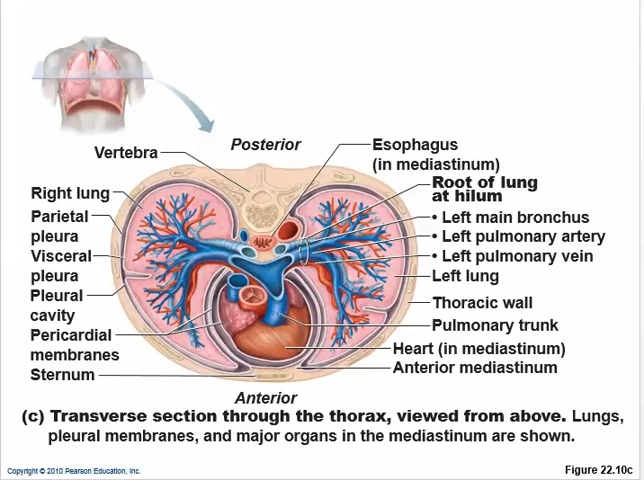 Posterior
Vertebra
Esophagus
(in mediastinum)
Root of lung
at hilum
• Left main bronchus
• Left pulmonary artery
• Left pulmonary vein
Left lung
Thoracic wall
Pulmonary trunk
Heart (in mediastinum)
Anterior mediastinum
Right lung
Parietal
pleura
Visceral
pleura
Pleural
cavity
Pericardial
membranes
Sternum
Anterior
(c) Transverse section through the thorax, viewed from above. Lungs,
pleural membranes, and major organs in the mediastinum are shown.
Copyright © 2010 Pearson Education, Inc.
Figure 22.10c